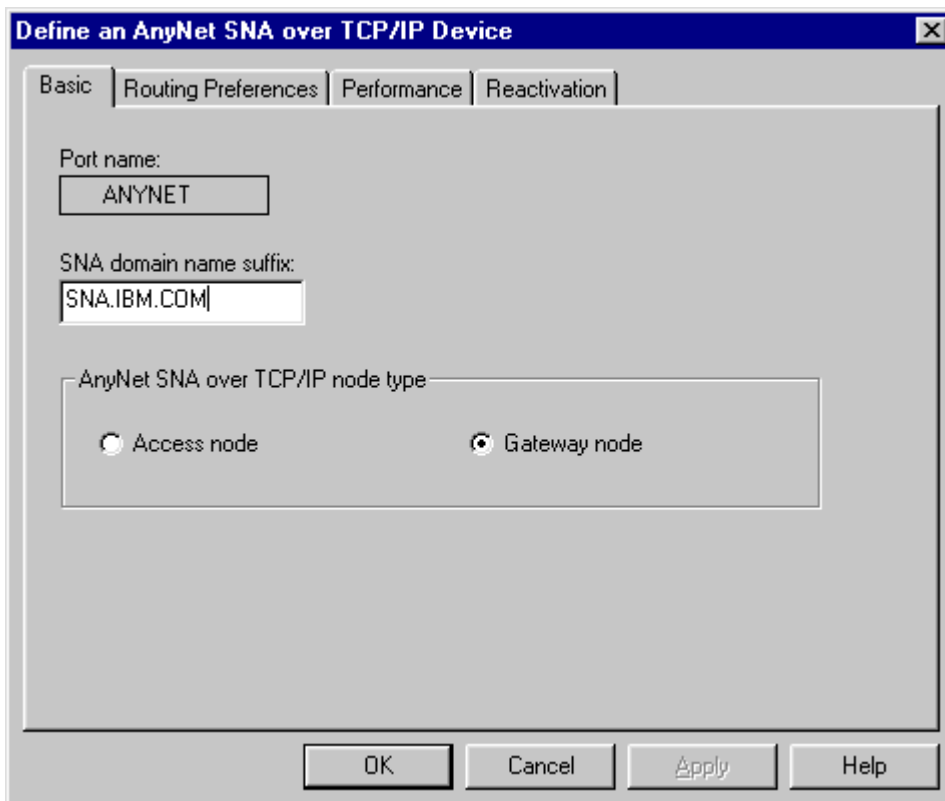 Define an AnyNet SNA over TCP/IP Device
Basic Routing Preferences Performance Reactivation
Port name:
ANYNET
SNA domain name suffix:
SNA.IBM.COM
AnyNet SNA over TCP/IP node type
Access node Gateway node
OK Cancel Apply Help